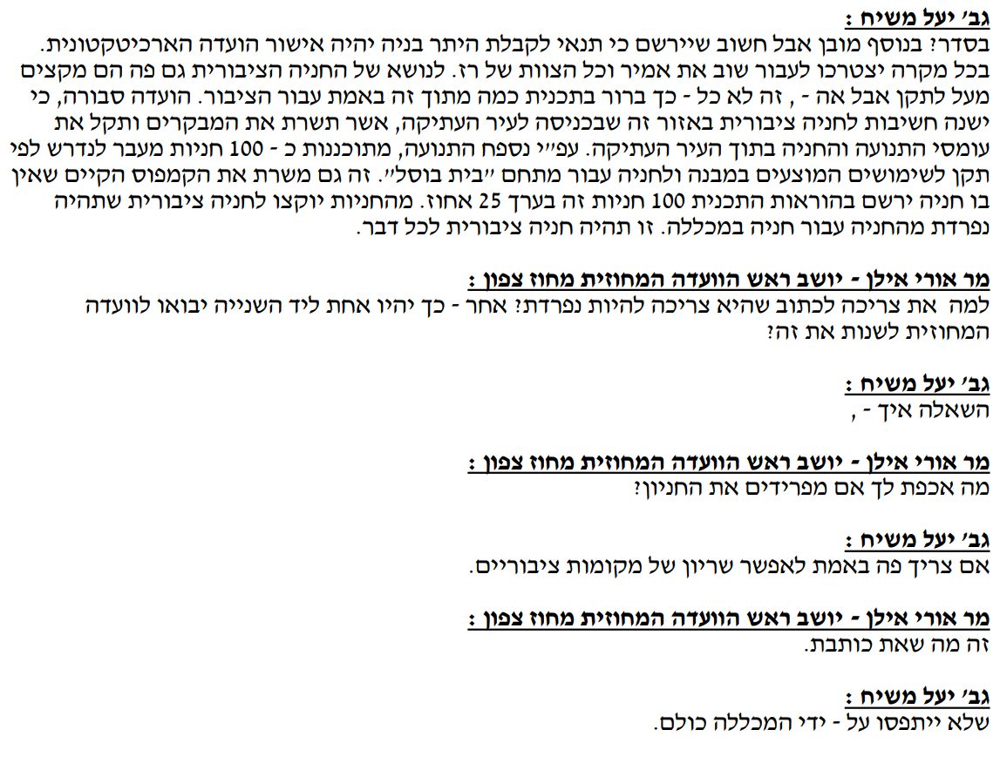 גב׳ יעל משיח :
בסדר? בנוסף מובן אבל חשוב שיירשם כי תנאי לקבלת היתר בניה יהיה אישור הועדה הארכיטקטונית.
בכל מקרה יצטרכו לעבור שוב את אמיר וכל הצוות של רז. לנושא של החניה הציבורית גם פה הם מקצים
מעל לתקן אבל אה - , זה לא כל - כך ברור בתכנית כמה מתוך זה באמת עבור הציבור. הועדה סבורה, כי
ישנה חשיבות לחניה ציבורית באזור זה שבכניסה לעיר העתיקה, אשר תשרת את המבקרים ותקל את
עומסי התנועה והחניה בתוך העיר העתיקה. עפ״י נספח התנועה, מתוכננות כ - 100 חניות מעבר לנדרש לפי
תקן לשימושים המוצעים במבנה ולחניה עבור מתחם ״בית בוסל״. זה גם משרת את הקמפוס הקיים שאין
בו חניה ירשם בהוראות התכנית 100 חניות זה בערך 25 אחוז. מהחניות יוקצו לחניה ציבורית שתהיה
נפרדת מהחניה עבור חניה במכללה. זו תהיה חניה ציבורית לכל דבר.
מר אורי אילן - יושב ראש הוועדה המחוזית מחוז צפון :
למה  את צריכה לכתוב שהיא צריכה להיות נפרדת? אחר - כך יהיו אחת ליד השנייה יבואו לוועדה
המחוזית לשנות את זה?
גב׳ יעל משיח :
השאלה איך - ,
מר אורי אילן - יושב ראש הוועדה המחוזית מחוז צפון :
מה אכפת לך אם מפרידים את החניון?
גב׳ יעל משיח :
אם צריך פה באמת לאפשר שריון של מקומות ציבוריים.
מר אורי אילן - יושב ראש הוועדה המחוזית מחוז צפון :
זה מה שאת כותבת.
גב׳ יעל משיח :
שלא ייתפסו על - ידי המכללה כולם.